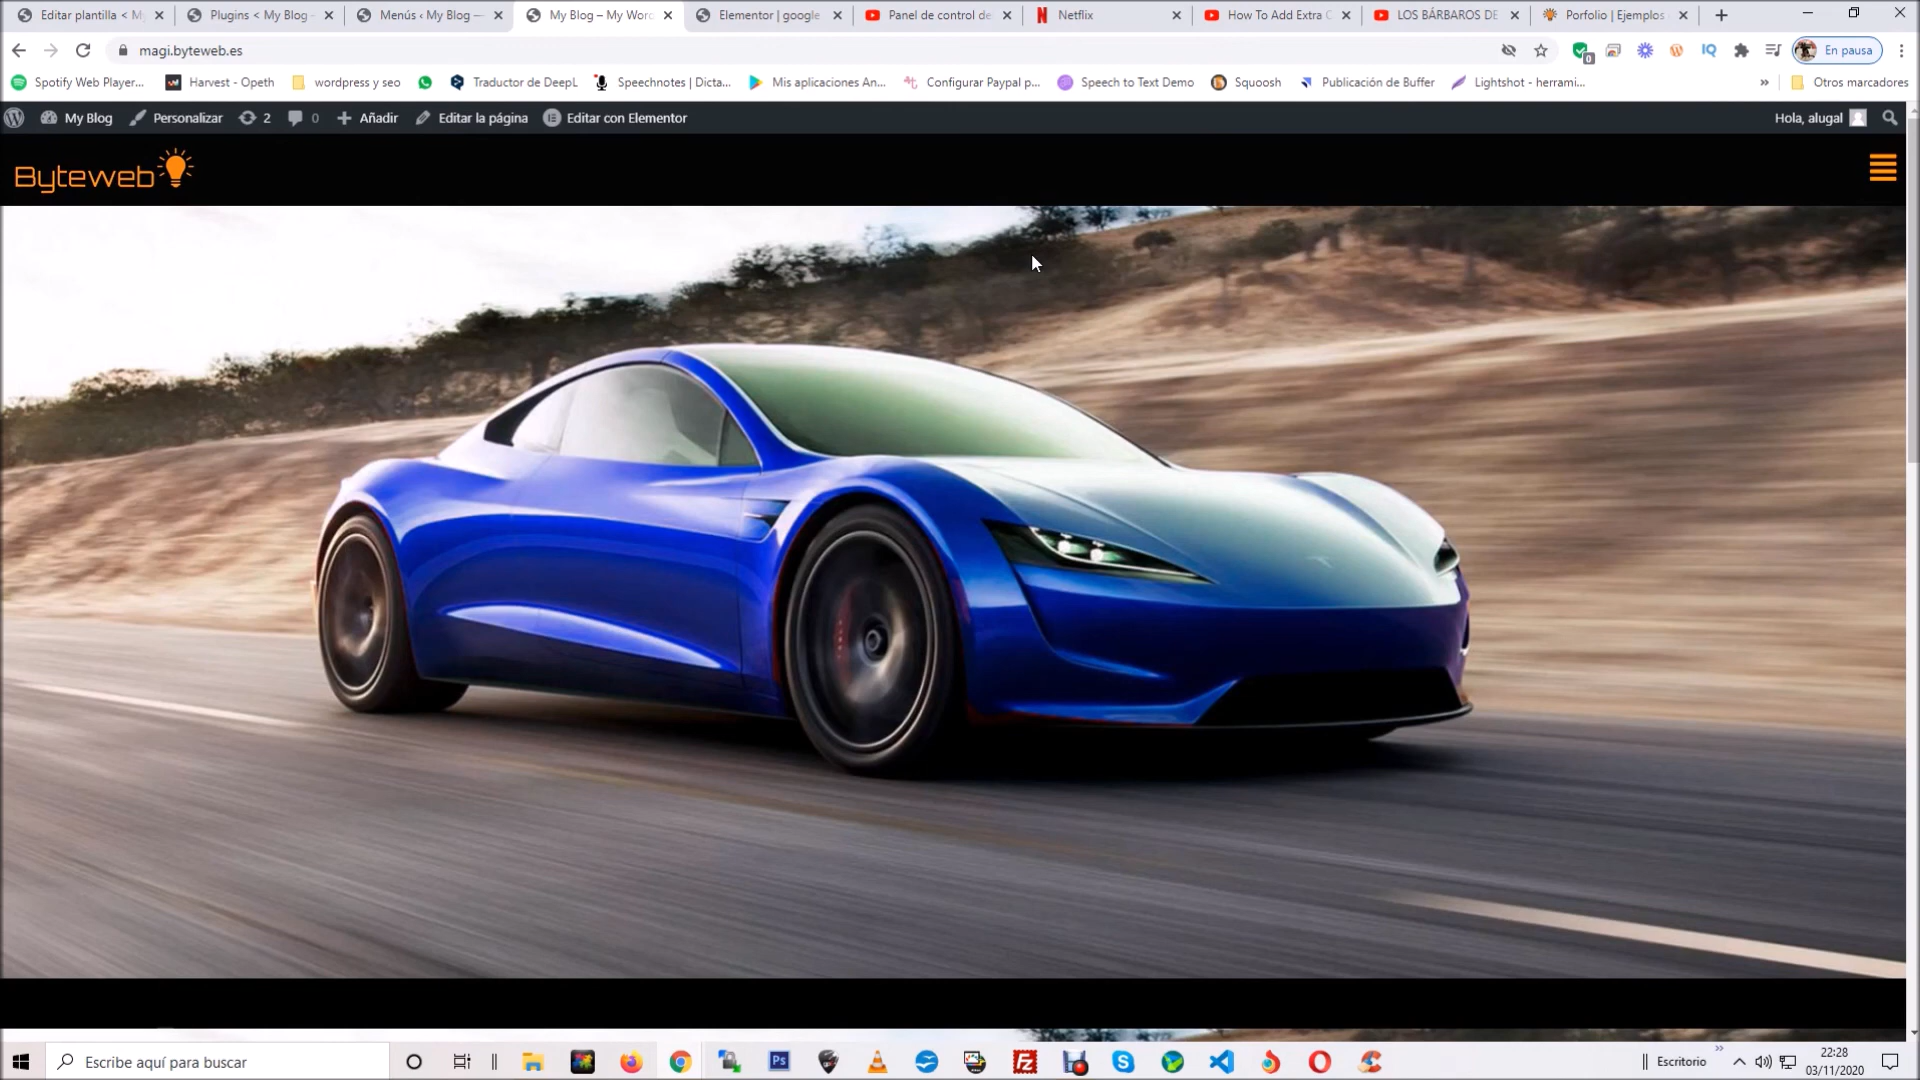 Editar plantilla < M
Plugins < My Blog -
Menús ‹ My Blog —
My Blog – My Word
Elementor | google
Panel de control de
Netflix
How To Add Extra C
LOS BÁRBAROS DE
Porfolio | Ejemplos
magi.byteweb.es
0
IQ
En pausa
Spotify Web Player...
Harvest - Opeth
wordpress y seo
Traductor de DeepL
Speechnotes | Dicta...
Mis aplicaciones An...
Configurar Paypal p...
Speech to Text Demo
Squoosh
Publicación de Buffer
Lightshot - herrami...
»
Otros marcadores
My Blog
Personalizar
2
0
Añadir
Editar la página
Editar con Elementor
Hola, alugal
Byteweb
Escribe aquí para buscar
Ps
Fz
Escritorio
»
22:28
03/11/2020